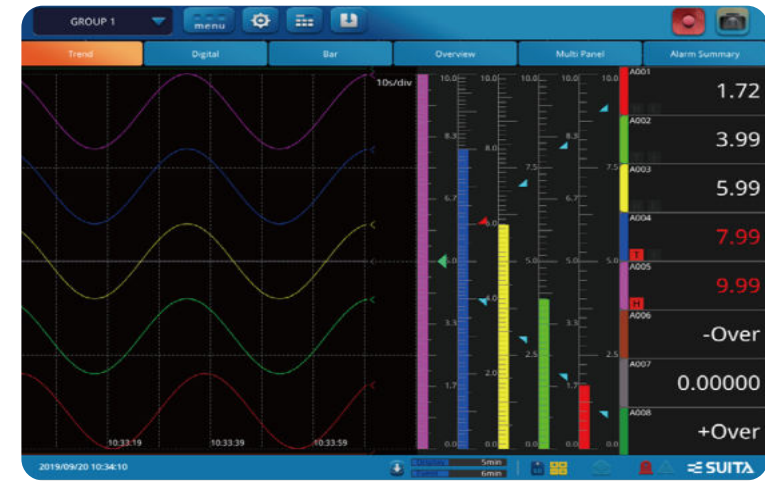 GROUP 1
menu
Trend
Digital
Bar
Overview
Multi Panel
Alarm Summary
10s/div
10.0 10.0 10.0 10.0 10.0
8.3 8.0 7.5 8.3 7.5
6.7 6.0 6.7
5.0 5.0 5.0 5.0
3.3 4.0 2.5 3.3 2.5
1.7 2.0 1.7
0.0 0.0 0.0 0.0 0.0
A001
1.72
A002
3.99
A003
5.99
A004
7.99
T
A005
9.99
H
A006
-Over
A007
0.00000
A008
+Over
10:33:19
10:33:39
10:33:59
2019/09/20 10:34:10
Display 5min
Event 6min
SUITA